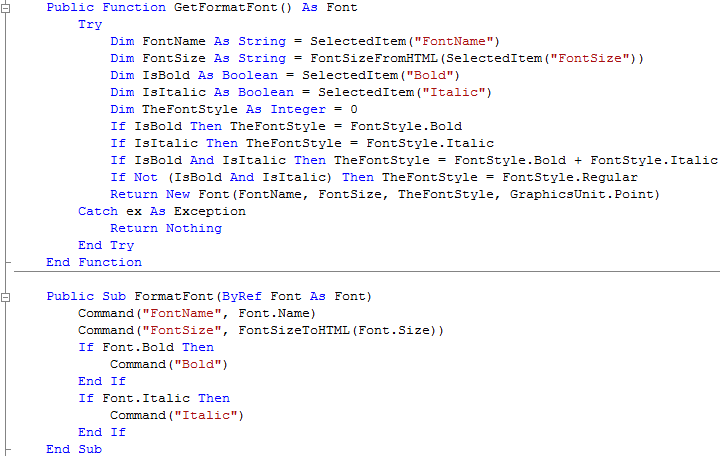 Public Function GetFormatFont() As Font
Try
Dim FontName As String = SelectedItem("FontName")
Dim FontSize As String = FontSizeFromHTML(SelectedItem("FontSize"))
Dim IsBold As Boolean = SelectedItem("Bold")
Dim IsItalic As Boolean = SelectedItem("Italic")
Dim TheFontStyle As Integer = 0
If IsBold Then TheFontStyle = FontStyle.Bold
If IsItalic Then TheFontStyle = FontStyle.Italic
If IsBold And IsItalic Then TheFontStyle = FontStyle.Bold + FontStyle.Italic
If Not (IsBold And IsItalic) Then TheFontStyle = FontStyle.Regular
Return New Font(FontName, FontSize, TheFontStyle, GraphicsUnit.Point)
Catch ex As Exception
Return Nothing
End Try
End Function
Public Sub FormatFont(ByRef Font As Font)
Command("FontName", Font.Name)
Command("FontSize", FontSizeToHTML(Font.Size))
If Font.Bold Then
Command("Bold")
End If
If Font.Italic Then
Command("Italic")
End If
End Sub